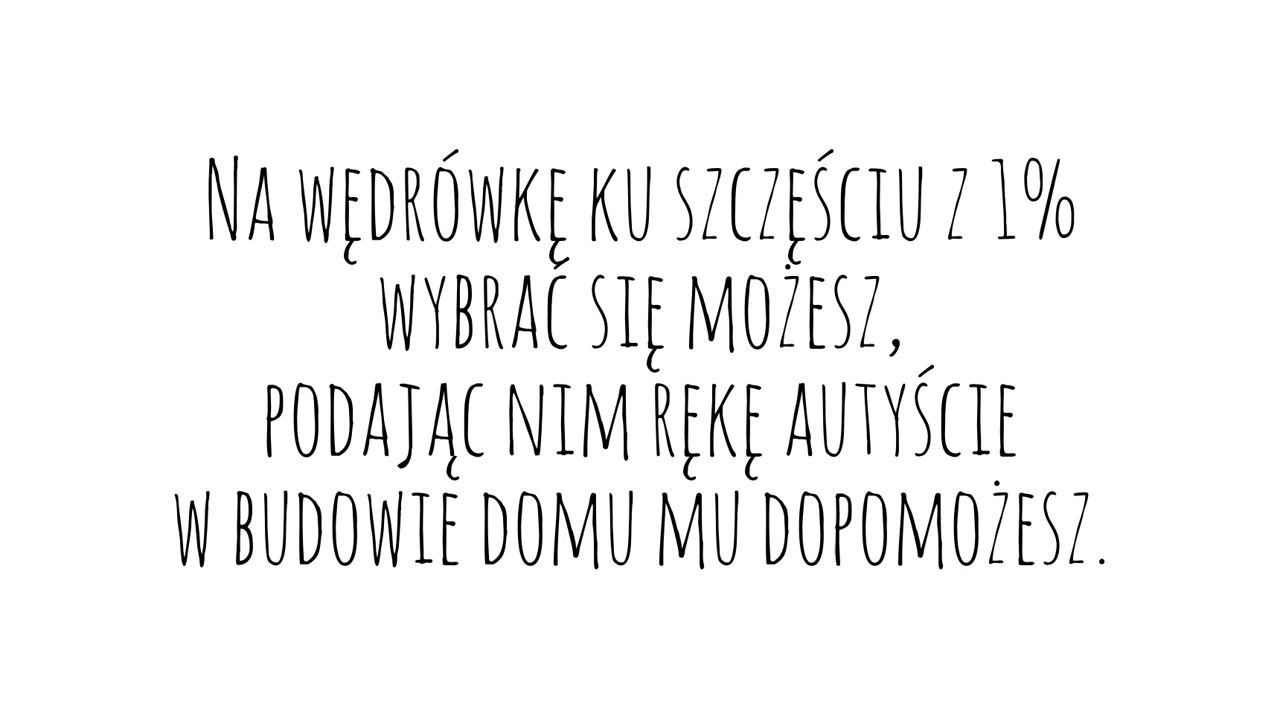 Na wędrówkę ku szczęściu z 1%
wybrać się możesz,
podając nim rękę autyście
w budowie domu mu dopomożesz.